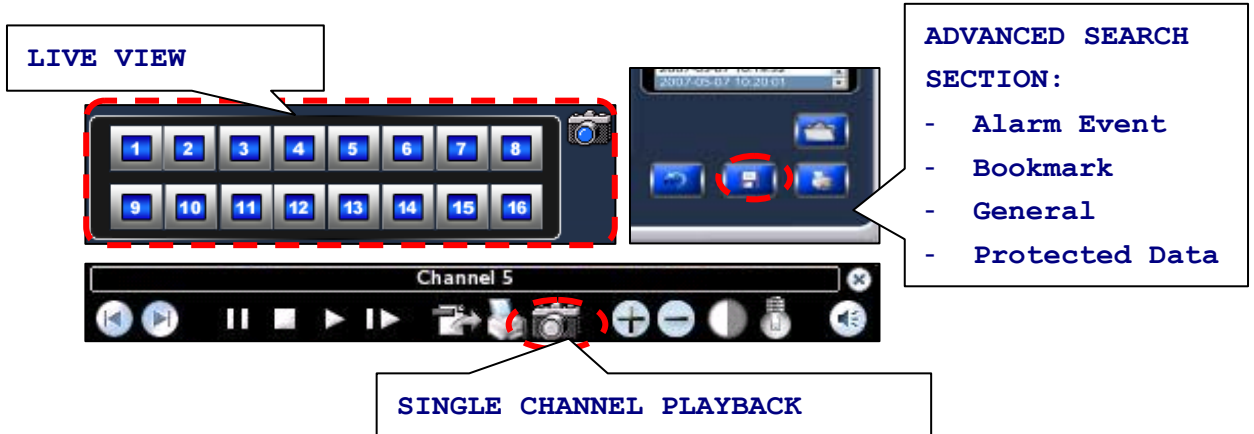 LIVE VIEW
ADVANCED SEARCH
SECTION:
- Alarm Event
- Bookmark
- General
- Protected Data
2007-05-07 10:20:01
1 2 3 4 5 6 7 8
9 10 11 12 13 14 15 16
Channel 5
SINGLE CHANNEL PLAYBACK